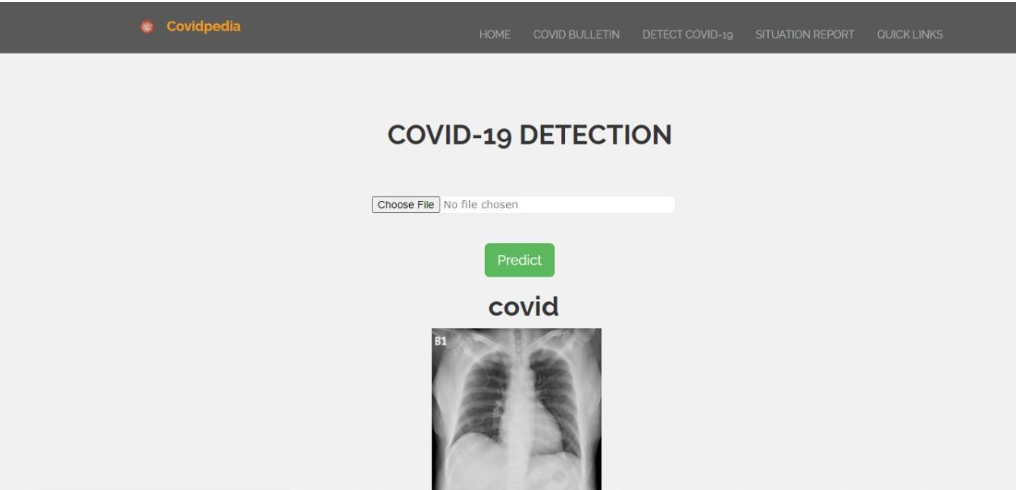 Covidpedia
HOME COVID BULLETIN DETECT COVID-19 SITUATION REPORT QUICK LINKS
COVID-19 DETECTION
Choose File No file chosen
Predict
covid
B1